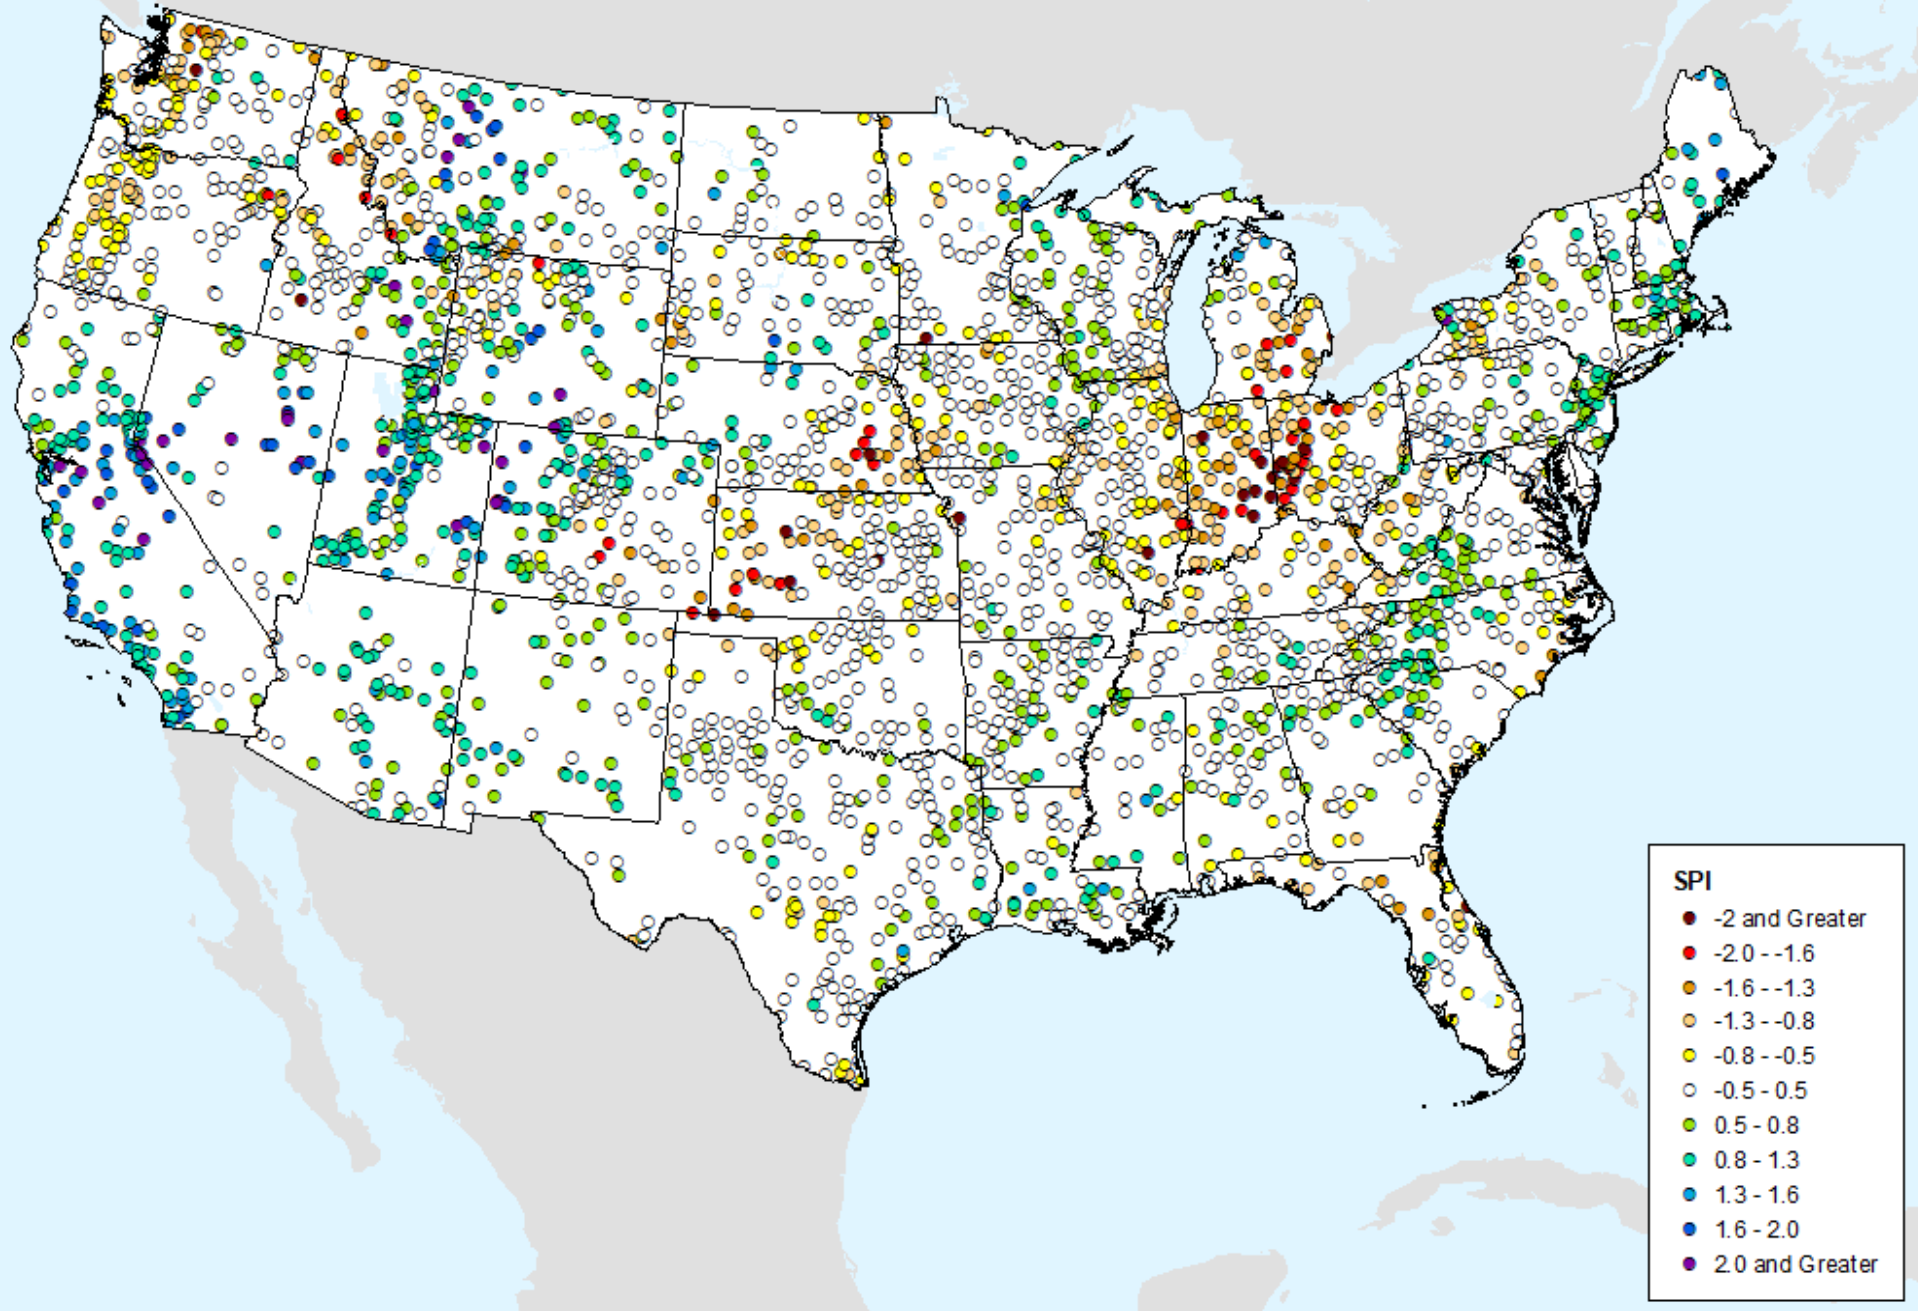 SPI
-2 and Greater
-2.0 - -1.6
-1.6 - -1.3
-1.3 - -0.8
-0.8 - -0.5
-0.5 - 0.5
0.5 - 0.8
0.8 - 1.3
1.3 - 1.6
1.6 - 2.0
2.0 and Greater